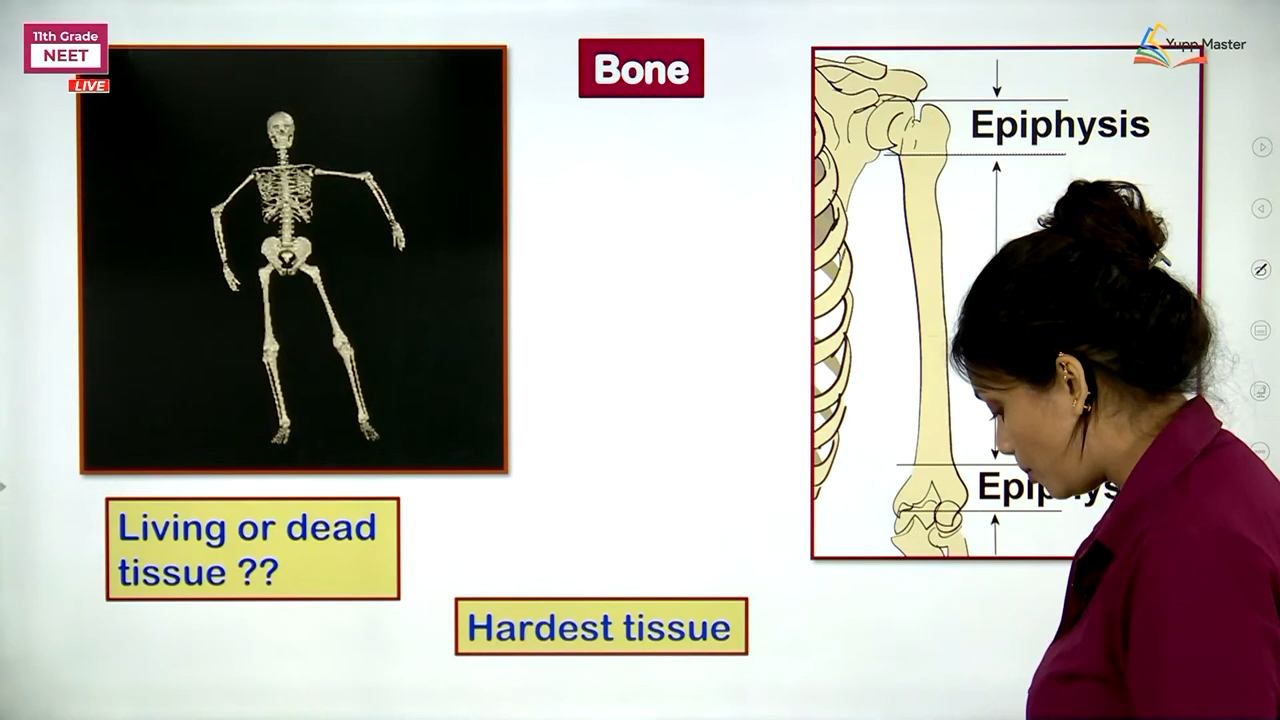 11th Grade
NEET
LIVE
Bone
Yupp Master
Epiphysis
Living or dead
tissue ??
Hardest tissue